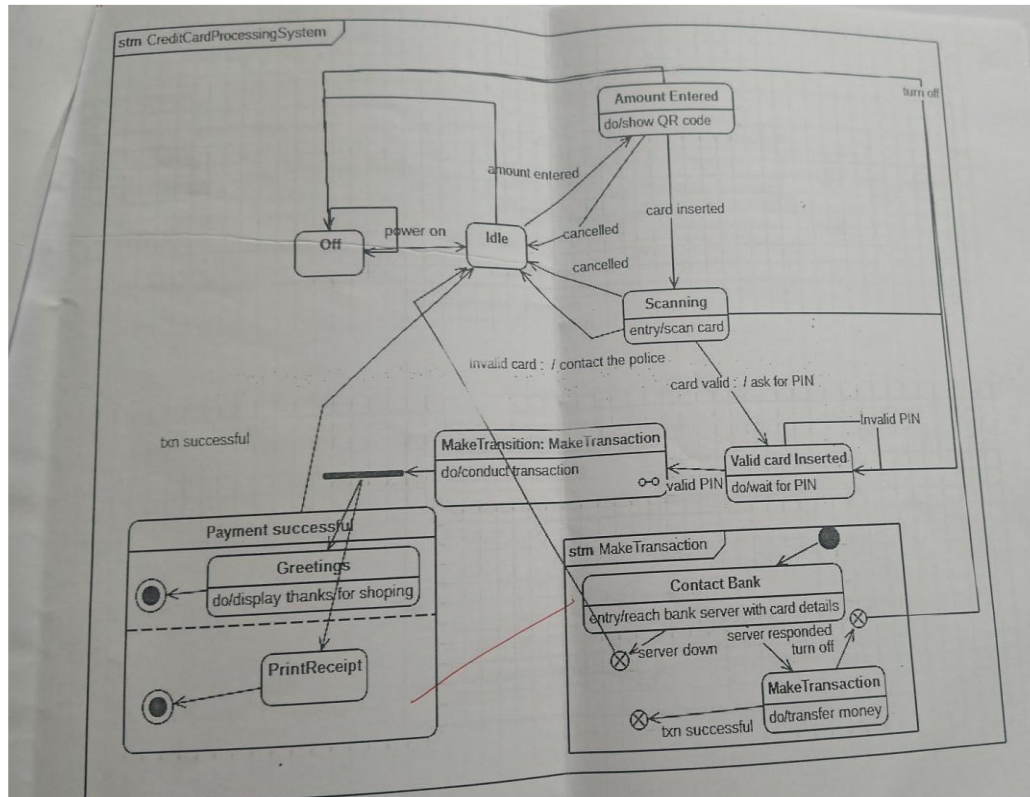 stm CreditCardProcessingSystem
turn off
Amount Entered
do/show QR code
amount entered
card inserted
Off
power on
Idle
cancelled
cancelled
Scanning
entry/scan card
invalid card : / contact the police
card valid : / ask for PIN
txn successful
Invalid PIN
MakeTransition: MakeTransaction
do/conduct transaction
valid PIN
Valid card Inserted
do/wait for PIN
Payment successful
Greetings
do/display thanks for shoping
PrintReceipt
stm MakeTransaction
Contact Bank
entry/reach bank server with card details
server down
server responded
turn off
MakeTransaction
do/transfer money
txn successful